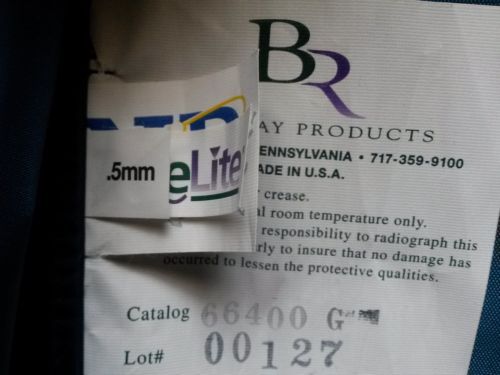 BR
AY PRODUCTS
ENNSYLVANIA • 717-359-9100
ADE IN U.S.A.
.5mm
eLite
crease.
al room temperature only.
responsibility to radiograph this
rly to insure that no damage has
occurred to lessen the protective qualities.
Catalog 66400 G
Lot# 00127